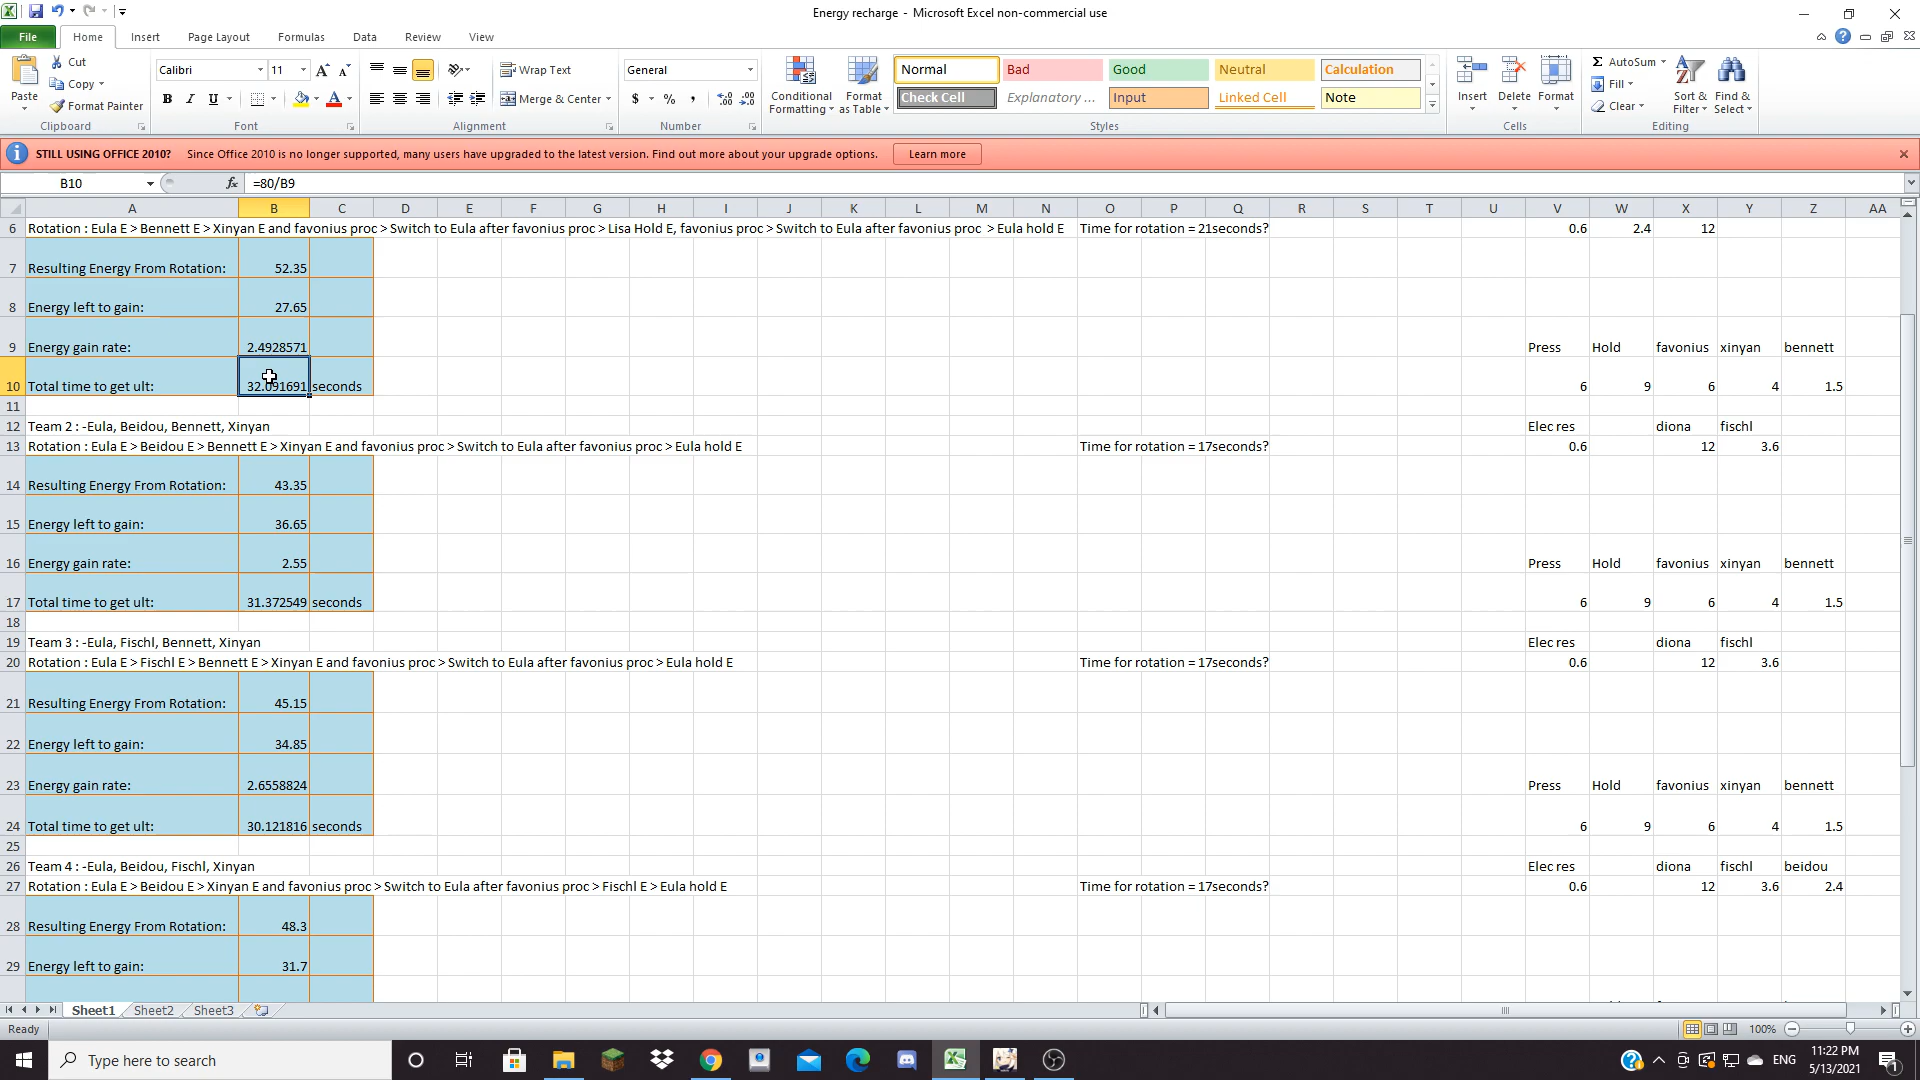 Energy recharge - Microsoft Excel non-commercial use
File Home Insert Page Layout Formulas Data Review View
Cut
Copy
Format Painter
Paste
Clipboard
Calibri 11
B I U
Font
Wrap Text
Merge & Center
Alignment
General
$ % ,
Number
Conditional Formatting
Format as Table
Normal Bad Good Neutral Calculation
Check Cell Explanatory ... Input Linked Cell Note
Styles
Insert Delete Format
Cells
AutoSum
Fill
Clear
Sort & Filter
Find & Select
Editing
STILL USING OFFICE 2010? Since Office 2010 is no longer supported, many users have upgraded to the latest version. Find out more about your upgrade options. Learn more
B10 fx =80/B9
A B C D E F G H I J K L M N O P Q R S T U V W X Y Z AA
6 Rotation : Eula E > Bennett E > Xinyan E and favonius proc > Switch to Eula after favonius proc > Lisa Hold E, favonius proc > Switch to Eula after favonius proc > Eula hold E Time for rotation = 21seconds? 0.6 2.4 12
7 Resulting Energy From Rotation: 52.35
8 Energy left to gain: 27.65
9 Energy gain rate: 2.4928571 Press Hold favonius xinyan bennett
10 Total time to get ult: 32.091691 seconds 6 9 6 4 1.5
11
12 Team 2 : -Eula, Beidou, Bennett, Xinyan Elec res diona fischl
13 Rotation : Eula E > Beidou E > Bennett E > Xinyan E and favonius proc > Switch to Eula after favonius proc > Eula hold E Time for rotation = 17seconds? 0.6 12 3.6
14 Resulting Energy From Rotation: 43.35
15 Energy left to gain: 36.65
16 Energy gain rate: 2.55 Press Hold favonius xinyan bennett
17 Total time to get ult: 31.372549 seconds 6 9 6 4 1.5
18
19 Team 3 : -Eula, Fischl, Bennett, Xinyan Elec res diona fischl
20 Rotation : Eula E > Fischl E > Bennett E > Xinyan E and favonius proc > Switch to Eula after favonius proc > Eula hold E Time for rotation = 17seconds? 0.6 12 3.6
21 Resulting Energy From Rotation: 45.15
22 Energy left to gain: 34.85
23 Energy gain rate: 2.6558824 Press Hold favonius xinyan bennett
24 Total time to get ult: 30.121816 seconds 6 9 6 4 1.5
25
26 Team 4 : -Eula, Beidou, Fischl, Xinyan Elec res diona fischl beidou
27 Rotation : Eula E > Beidou E > Xinyan E and favonius proc > Switch to Eula after favonius proc > Fischl E > Eula hold E Time for rotation = 17seconds? 0.6 12 3.6 2.4
28 Resulting Energy From Rotation: 48.3
29 Energy left to gain: 31.7
Sheet1 Sheet2 Sheet3
Ready 100%
Type here to search
ENG
11:22 PM
5/13/2021
1